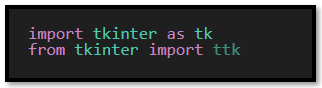 import tkinter as tk
from tkinter import ttk